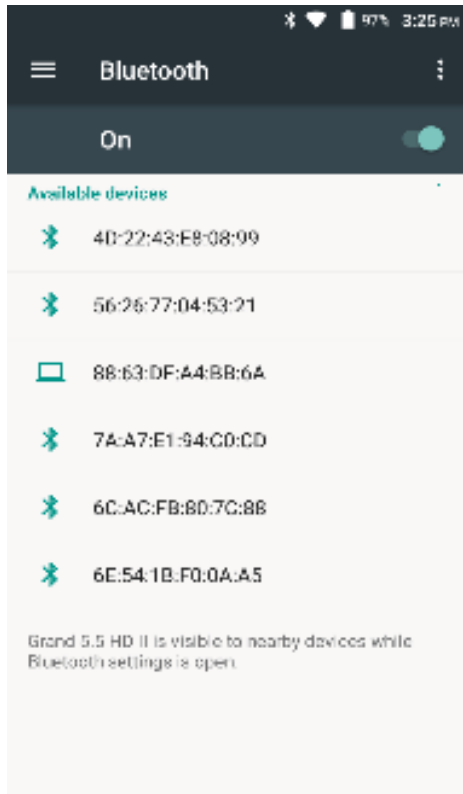 97% 3:25 PM
Bluetooth
On
Available devices
4D:22:43:E8:08:99
56:26:77:04:53:21
88:63:DF:A4:BB:6A
7A:A7:E1:94:C0:CD
6C:AC:FB:80:7C:88
6E:54:1B:F0:0A:A5
Grand 5.5 HD II is visible to nearby devices while
Bluetooth settings is open.